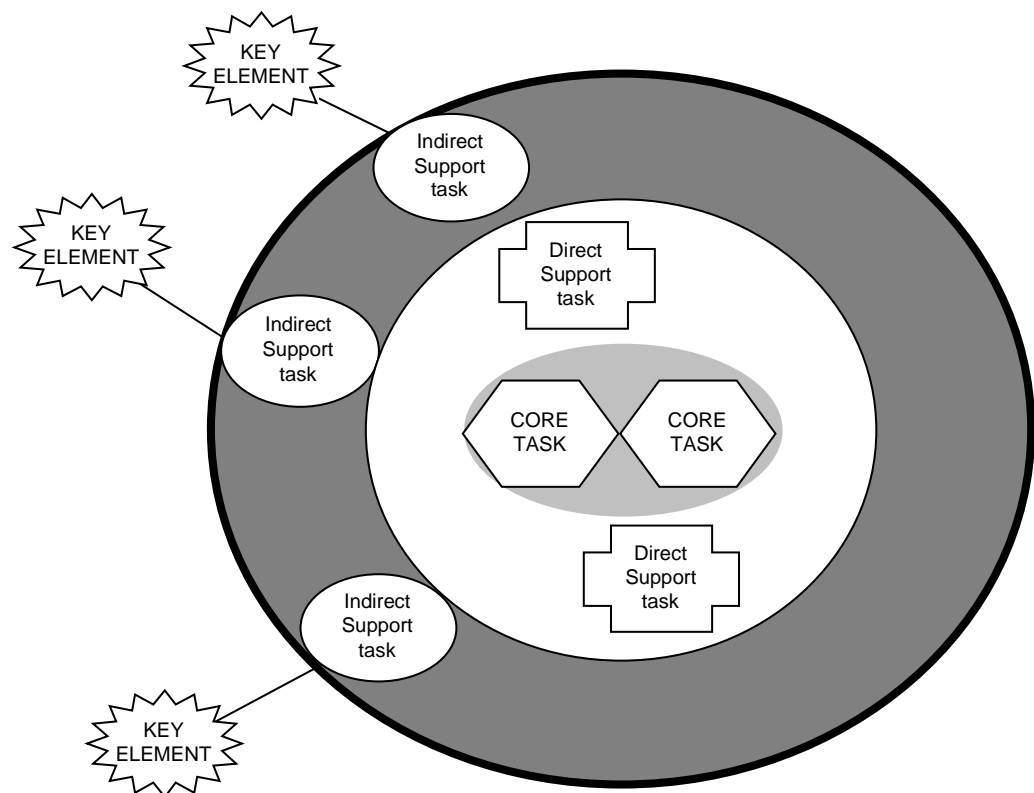 KEY
ELEMENT
Indirect
Support
task
KEY
ELEMENT
Direct
Support
task
Indirect
Support
task
CORE
TASK
CORE
TASK
Direct
Support
task
Indirect
Support
task
KEY
ELEMENT